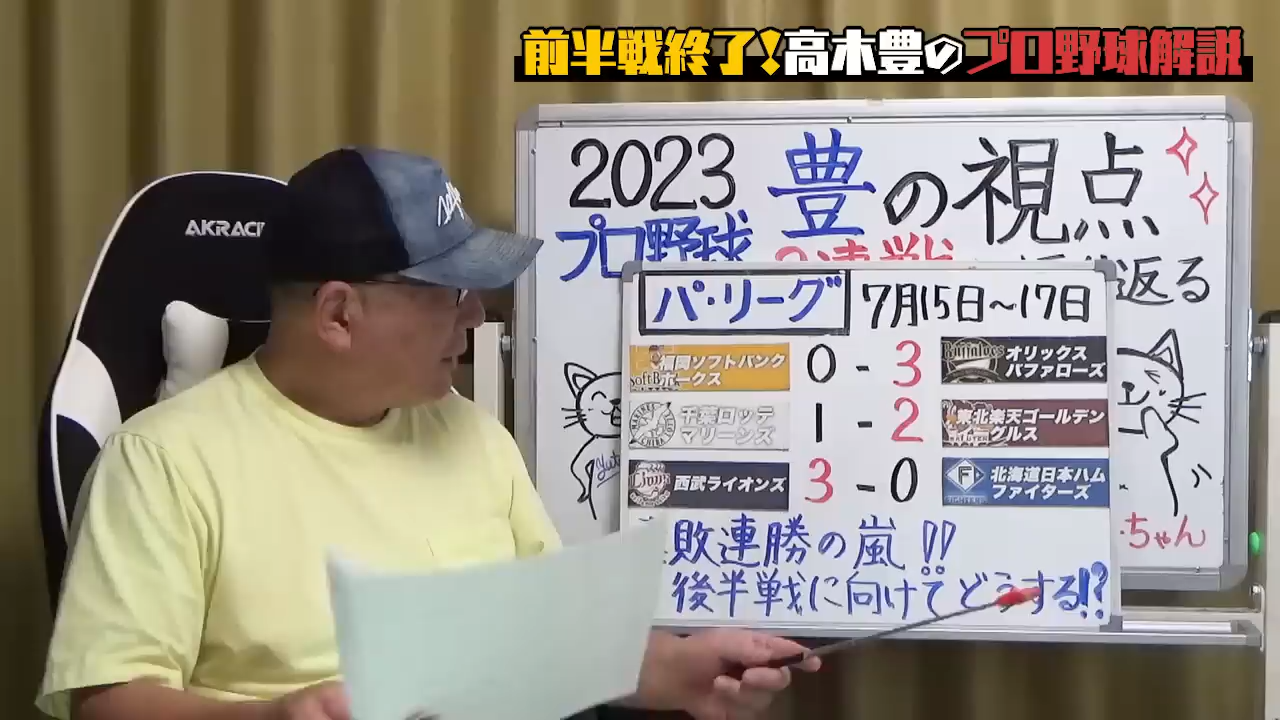 前半戦終了!高木豊のプロ野球解説
2023 豊の視点
プロ野球 3連戦
返る
パ・リーグ 7月15日~17日
福岡ソフトバンクホークス 0 - 3 オリックスバファローズ
千葉ロッテマリーンズ 1 - 2 東北楽天ゴールデン
西武ライオンズ 3 - 0 北海道日本ハムファイターズ
敗連勝の嵐!!
後半戦に向けてどうする!?
ちゃん
AKRACI